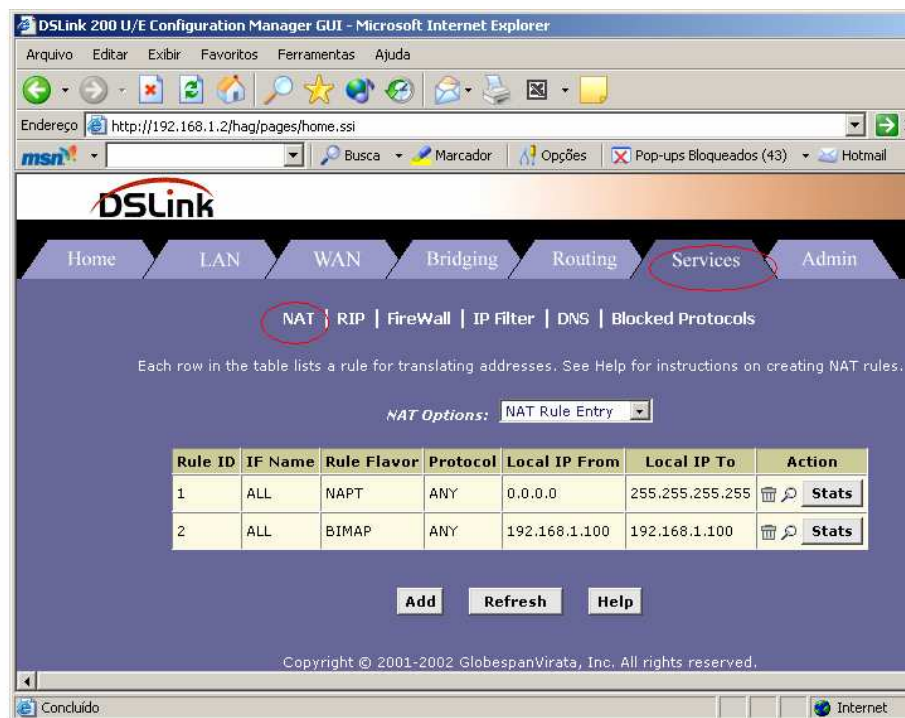 DSLink 200 U/E Configuration Manager GUI - Microsoft Internet Explorer
Arquivo Editar Exibir Favoritos Ferramentas Ajuda
Endereço http://192.168.1.2/hag/pages/home.ssi
msn Busca Marcador Opções Pop-ups Bloqueados (43) Hotmail
DSLink
Home LAN WAN Bridging Routing Services Admin
NAT | RIP | FireWall | IP Filter | DNS | Blocked Protocols
Each row in the table lists a rule for translating addresses. See Help for instructions on creating NAT rules.
NAT Options: NAT Rule Entry
Rule ID IF Name Rule Flavor Protocol Local IP From Local IP To Action
1 ALL NAPT ANY 0.0.0.0 255.255.255.255 Stats
2 ALL BIMAP ANY 192.168.1.100 192.168.1.100 Stats
Add Refresh Help
Copyright © 2001-2002 GlobespanVirata, Inc. All rights reserved.
Concluído Internet